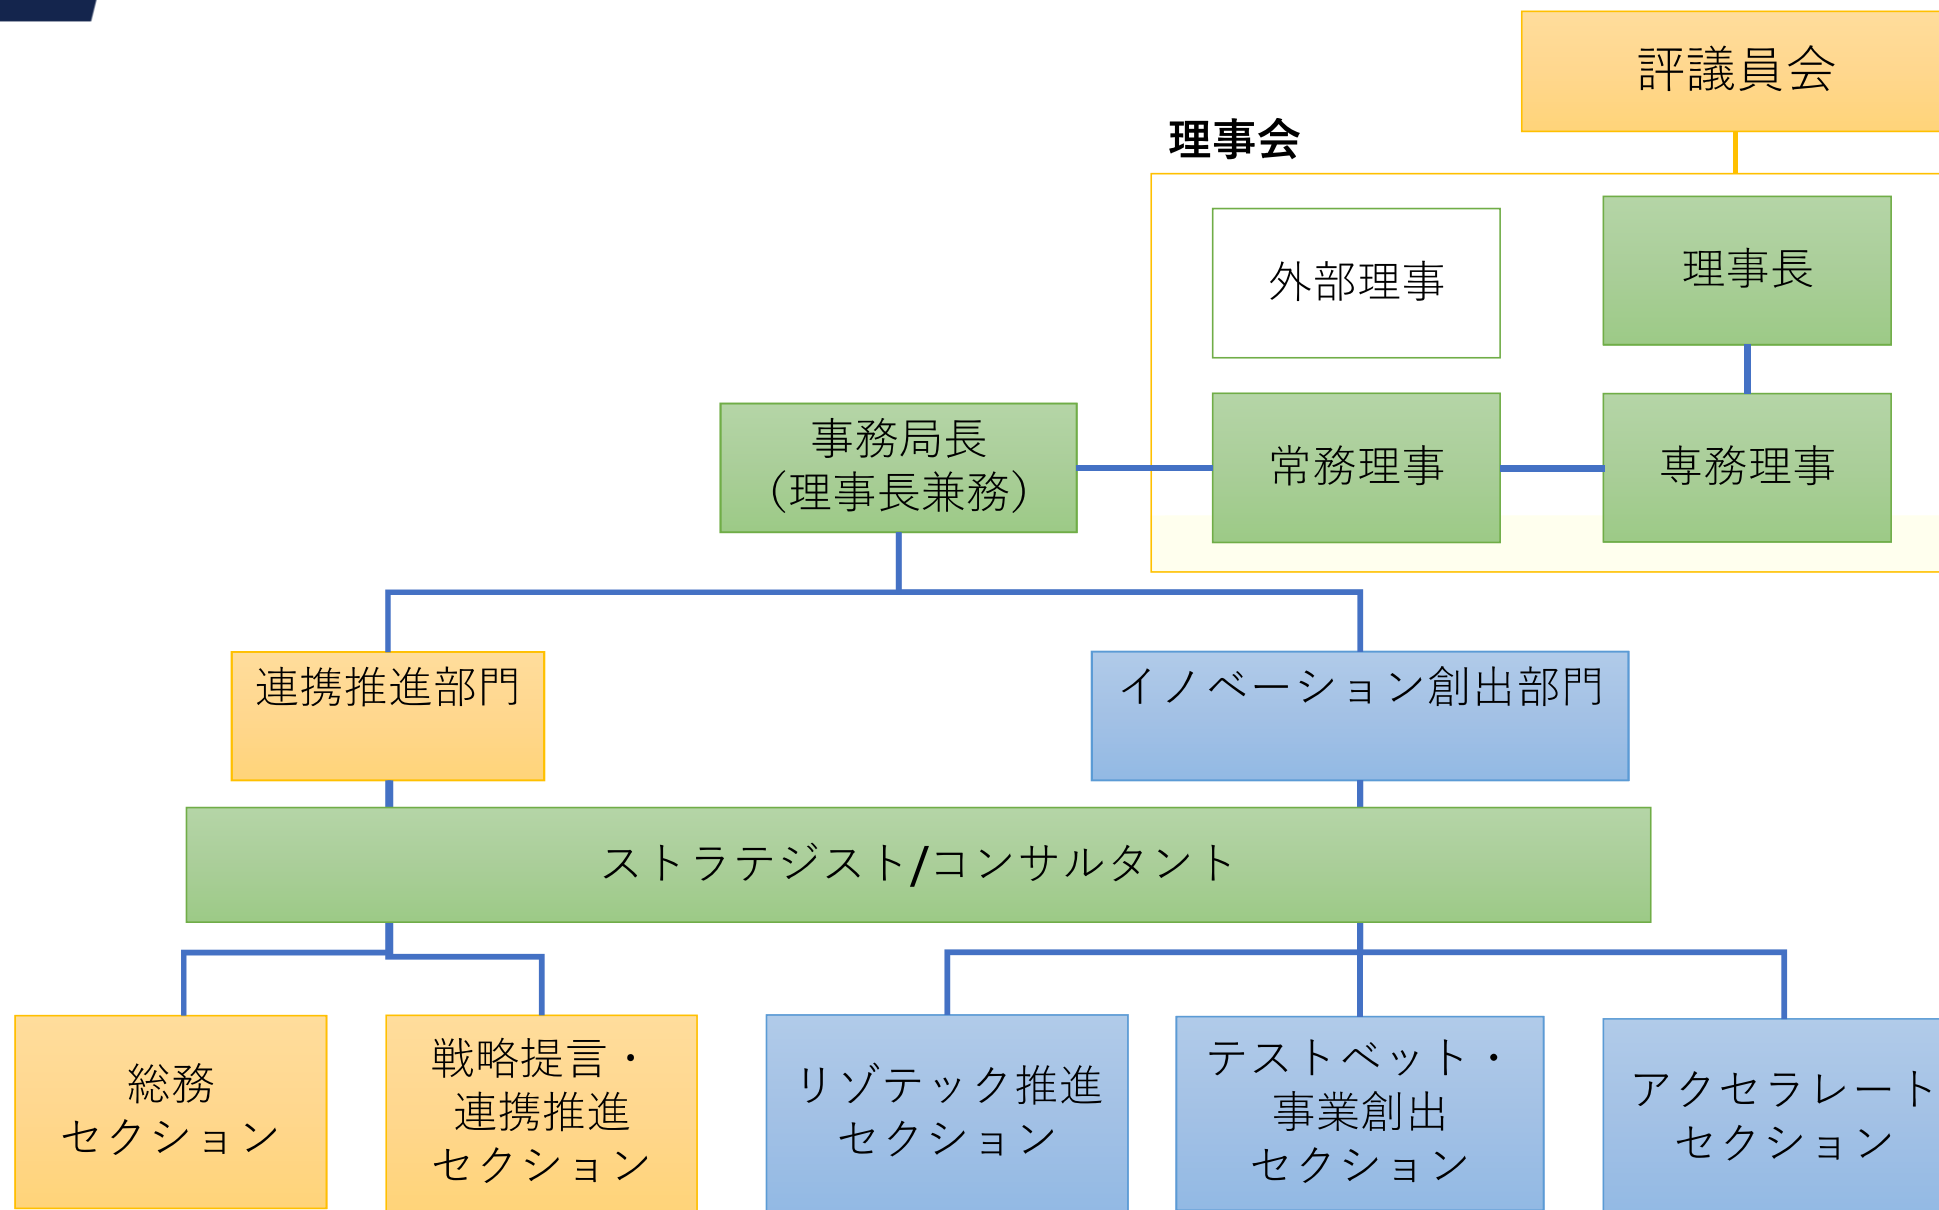 評議員会
理事会
外部理事
理事長
事務局長
（理事長兼務）
常務理事
専務理事
連携推進部門
イノベーション創出部門
ストラテジスト/コンサルタント
総務
セクション
戦略提言・
連携推進
セクション
リゾテック推進
セクション
テストベット・
事業創出
セクション
アクセラレート
セクション